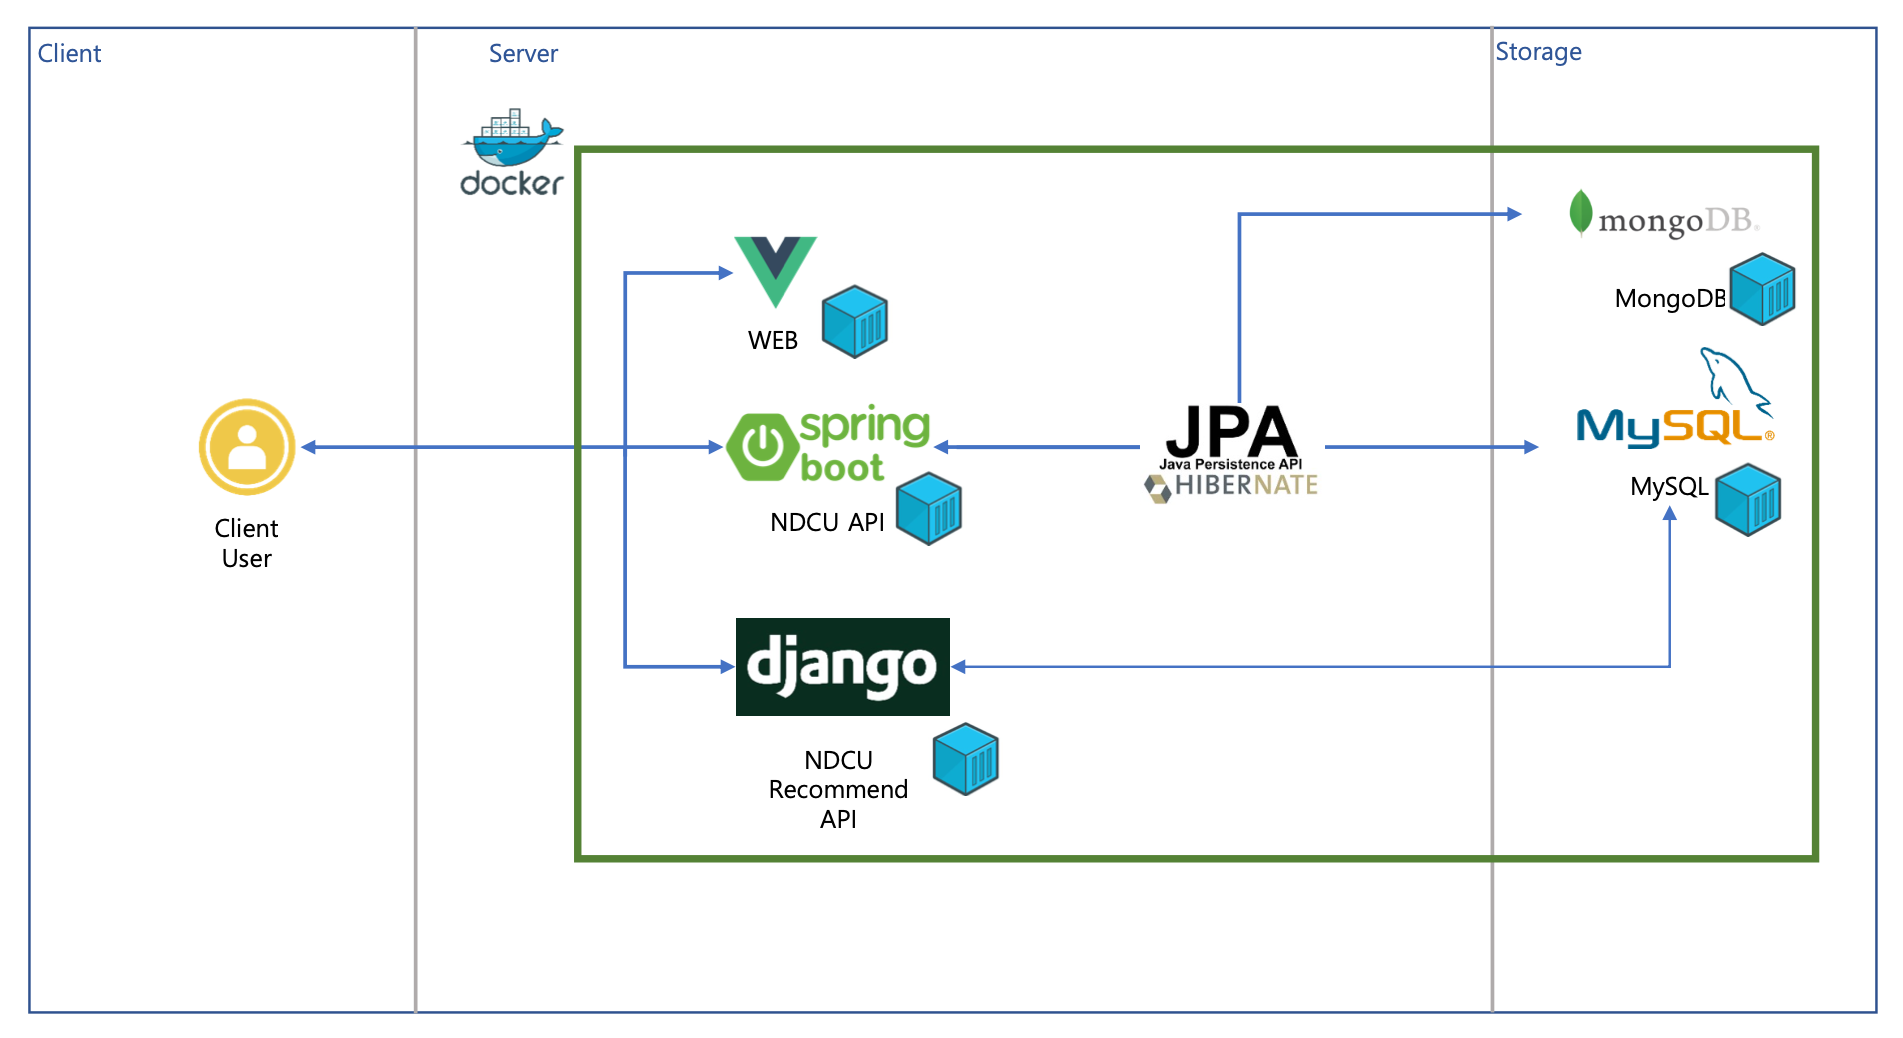 Client
Server
Storage
docker
mongoDB®
MongoDB
WEB
MySQL®
MySQL
spring
boot
NDCU API
JPA
Java Persistence API
HIBERNATE
Client
User
django
NDCU
Recommend
API